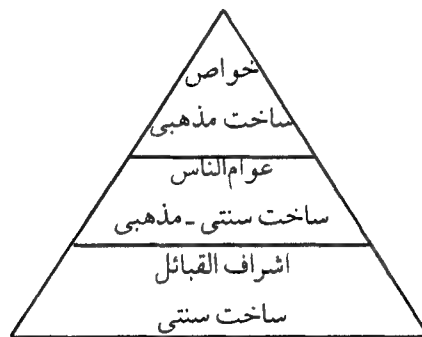 خواص
ساخت مذهبی
عوام‌الناس
ساخت سنتی ـ مذهبی
اشراف القبائل
ساخت سنتی